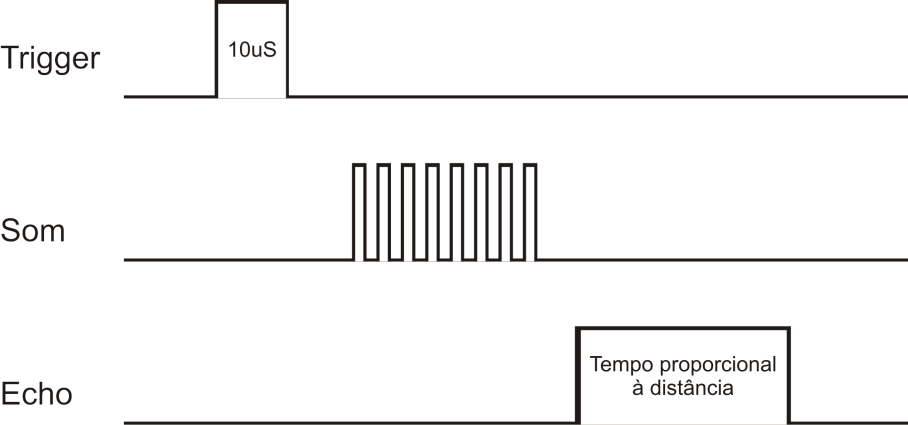 Trigger
10uS
Som
Echo
Tempo proporcional
à distância